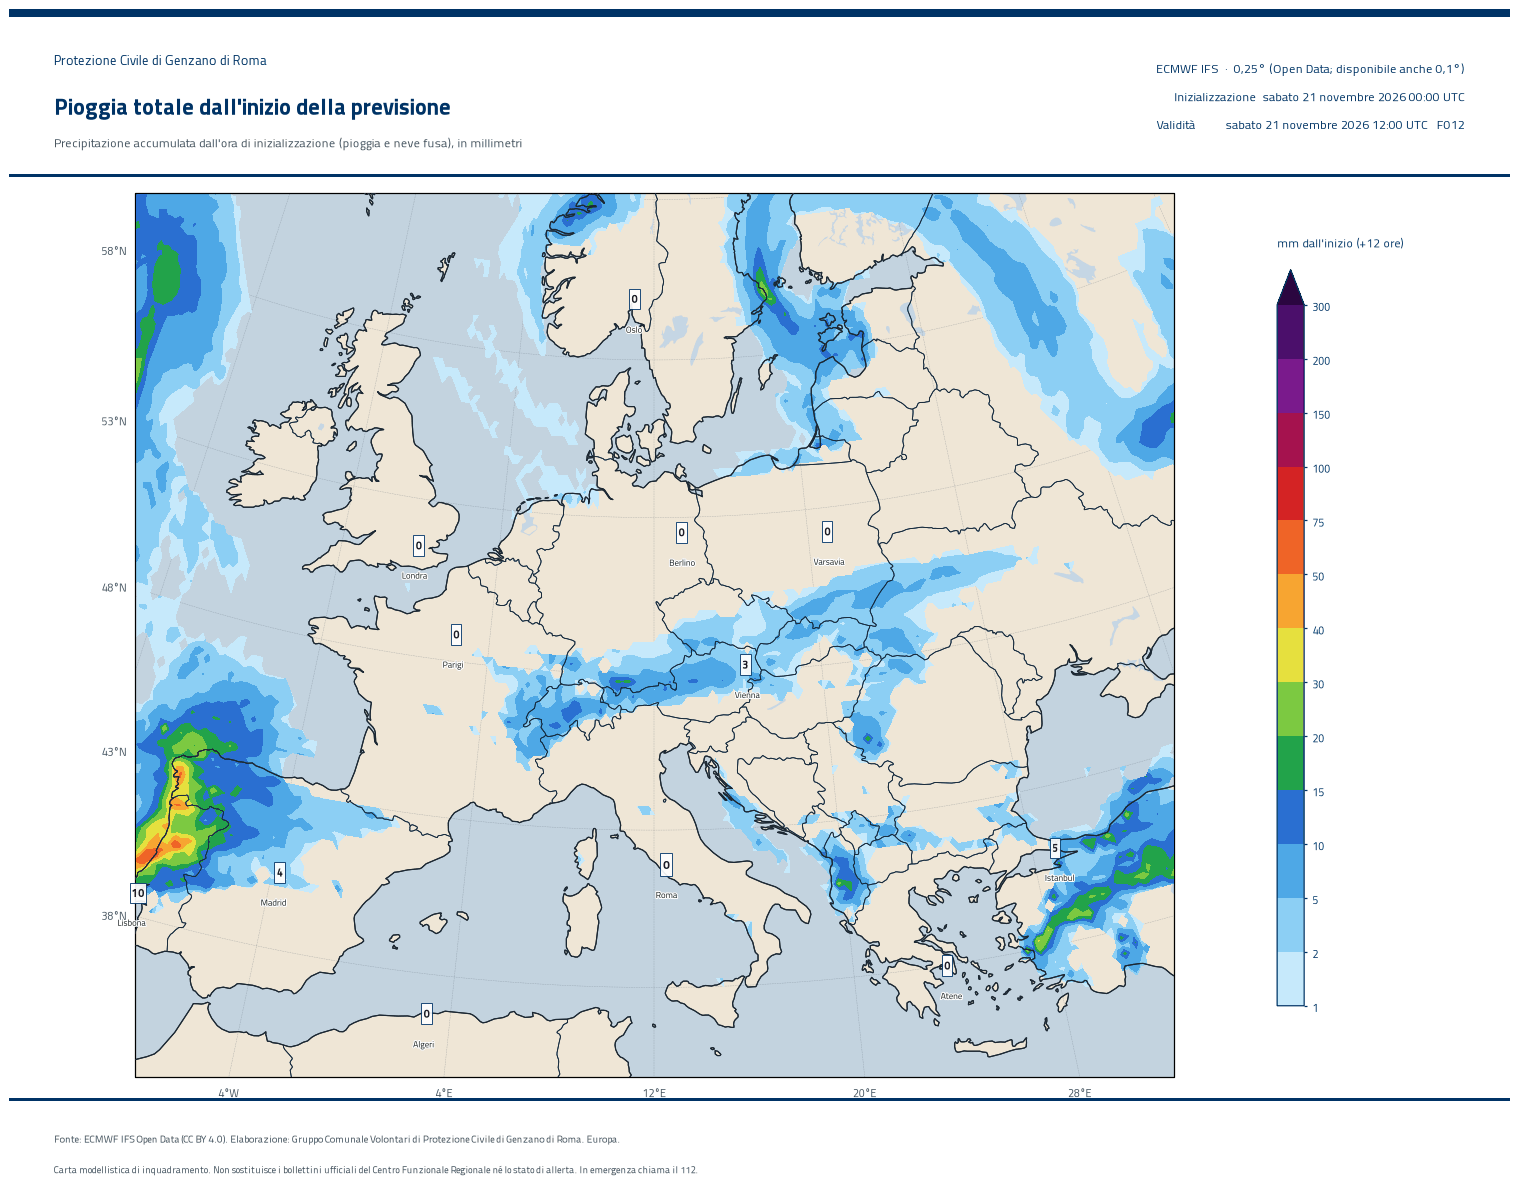 Protezione Civile di Genzano di Roma
Pioggia totale dall'inizio della previsione
Precipitazione accumulata dall'ora di inizializzazione (pioggia e neve fusa), in millimetri
ECMWF IFS · 0,25° (Open Data; disponibile anche 0,1°)
Inizializzazione sabato 21 novembre 2026 00:00 UTC
Validità sabato 21 novembre 2026 12:00 UTC F012
mm dall'inizio (+12 ore)
300
200
150
100
75
50
40
30
20
15
10
5
2
1
58°N
53°N
48°N
43°N
38°N
0
Oslo
0
Londra
0
Berlino
0
Varsavia
0
Parigi
3
Vienna
4
Madrid
10
Lisbona
0
Roma
5
Istanbul
0
Atene
0
Algeri
4°W
4°E
12°E
20°E
28°E
Fonte: ECMWF IFS Open Data (CC BY 4.0). Elaborazione: Gruppo Comunale Volontari di Protezione Civile di Genzano di Roma. Europa.
Carta modellistica di inquadramento. Non sostituisce i bollettini ufficiali del Centro Funzionale Regionale né lo stato di allerta. In emergenza chiama il 112.